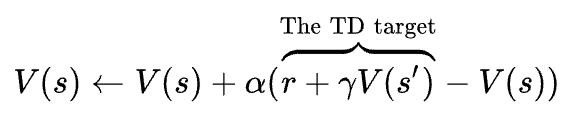 The TD target
V(s) ← V(s) + α(r + γV(s′) − V(s))